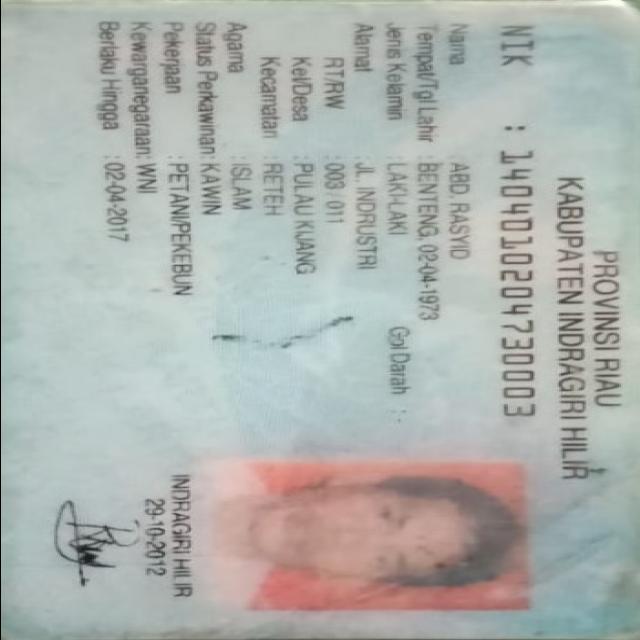 PROVINSI RIAU
KABUPATEN INDRAGIRI HILIR
NIK : 1404010204730003
Nama : ABD. RASYID
Tempat/Tgl Lahir : BENTENG, 02-04-1973
Jenis Kelamin : LAKI-LAKI Gol Darah : -
Alamat : JL. INDRUSTRI
RT/RW : 003 / 011
Kel/Desa : PULAU KIJANG
Kecamatan : RETEH
Agama : ISLAM
Status Perkawinan: KAWIN
Pekerjaan : PETANI/PEKEBUN
Kewarganegaraan: WNI
Berlaku Hingga : 02-04-2017
INDRAGIRI HILIR
29-10-2012